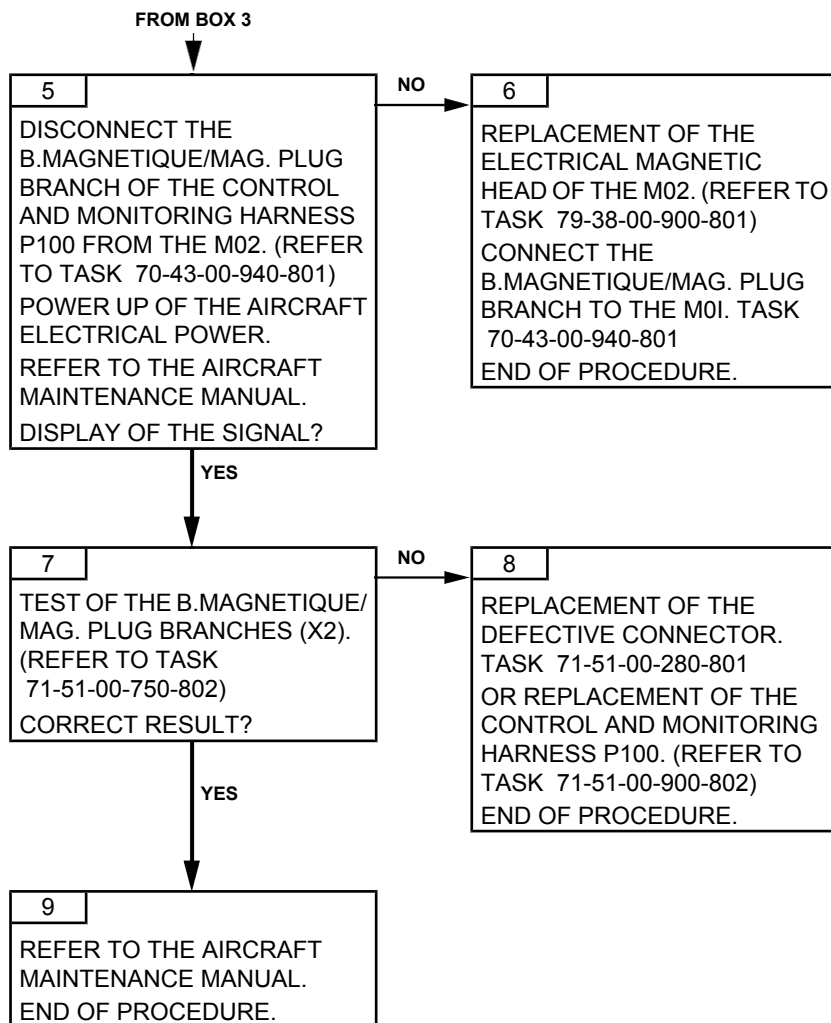 FROM BOX 3
5
DISCONNECT THE
B.MAGNETIQUE/MAG. PLUG
BRANCH OF THE CONTROL
AND MONITORING HARNESS
P100 FROM THE M02. (REFER
TO TASK 70-43-00-940-801)
POWER UP OF THE AIRCRAFT
ELECTRICAL POWER.
REFER TO THE AIRCRAFT
MAINTENANCE MANUAL.
DISPLAY OF THE SIGNAL?
NO
6
REPLACEMENT OF THE
ELECTRICAL MAGNETIC
HEAD OF THE M02. (REFER TO
TASK 79-38-00-900-801)
CONNECT THE
B.MAGNETIQUE/MAG. PLUG
BRANCH TO THE M0I. TASK
70-43-00-940-801
END OF PROCEDURE.
YES
7
TEST OF THE B.MAGNETIQUE/
MAG. PLUG BRANCHES (X2).
(REFER TO TASK
71-51-00-750-802)
CORRECT RESULT?
NO
8
REPLACEMENT OF THE
DEFECTIVE CONNECTOR.
TASK 71-51-00-280-801
OR REPLACEMENT OF THE
CONTROL AND MONITORING
HARNESS P100. (REFER TO
TASK 71-51-00-900-802)
END OF PROCEDURE.
YES
9
REFER TO THE AIRCRAFT
MAINTENANCE MANUAL.
END OF PROCEDURE.